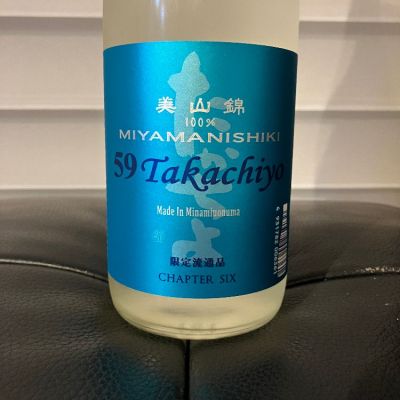 美山錦
100%
MIYAMANISHIKI
59 Takachiyo
Made In Minamiuonuma
限定流通品
CHAPTER SIX